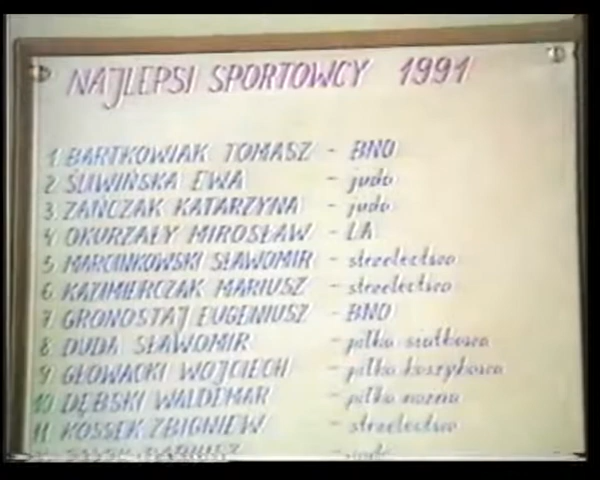 NAJLEPSI SPORTOWCY 1991
1. BARTKOWIAK TOMASZ - BNO
2. ŚLIWIŃSKA EWA - judo
3. ZAŃCZAK KATARZYNA - judo
4. OKURZAŁY MIROSŁAW - LA
5. MARCINKOWSKI SŁAWOMIR - strzelectwo
6. KAZIMIERCZAK MARIUSZ - strzelectwo
7. GRONOSTAJ EUGENIUSZ - BNO
8. DUDA SŁAWOMIR - piłka siatkowa
9. GŁOWACKI WOJCIECH - piłka koszykowa
10. DĘBSKI WALDEMAR - piłka nożna
11. KOSSEK ZBIGNIEW - strzelectwo